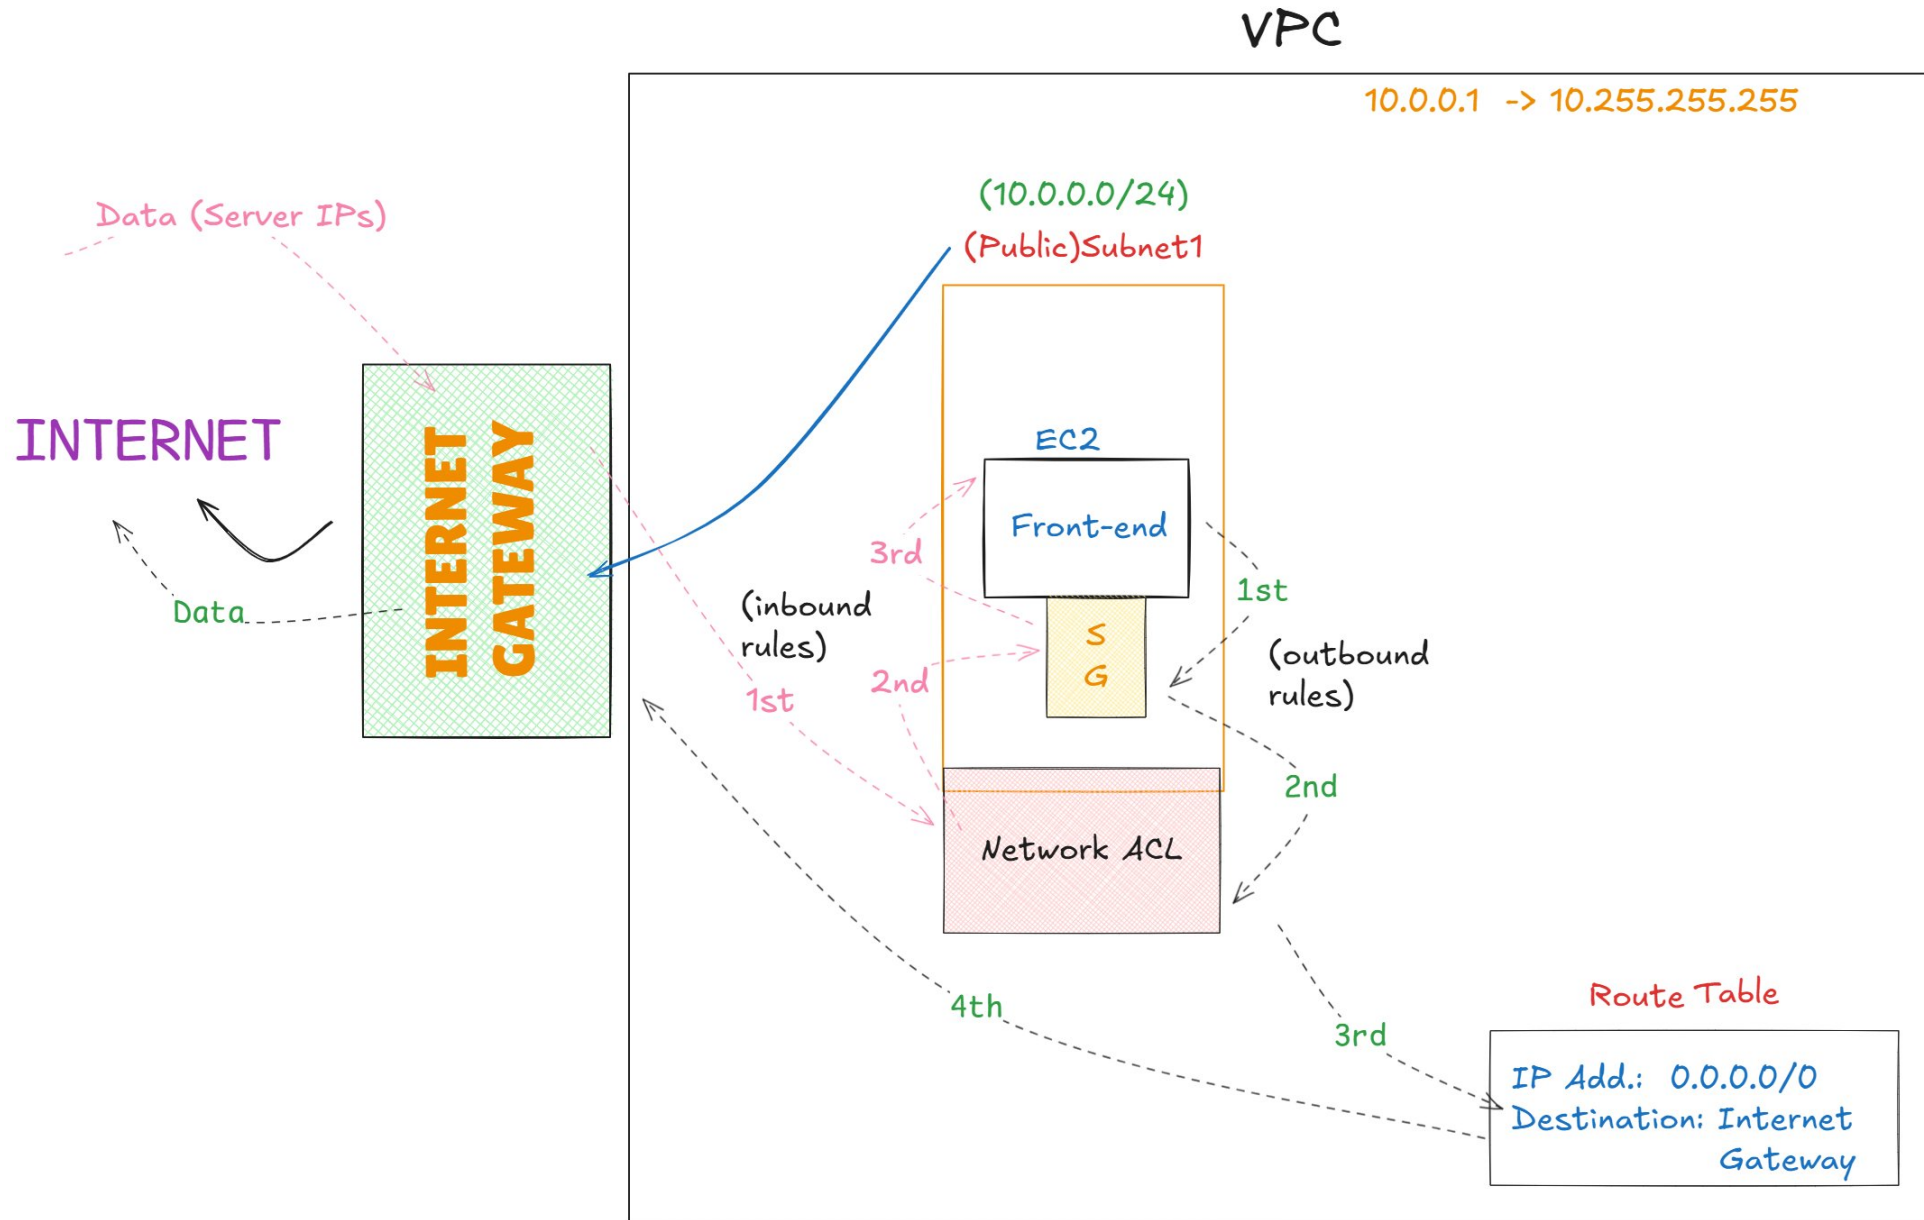 VPC
10.0.0.1 -> 10.255.255.255
(10.0.0.0/24)
(Public)Subnet1
Data (Server IPs)
INTERNET
INTERNET
GATEWAY
Data
EC2
Front-end
3rd
1st
(inbound
rules)
S
G
2nd
1st
(outbound
rules)
2nd
Network ACL
4th
3rd
Route Table
IP Add.: 0.0.0.0/0
Destination: Internet
Gateway